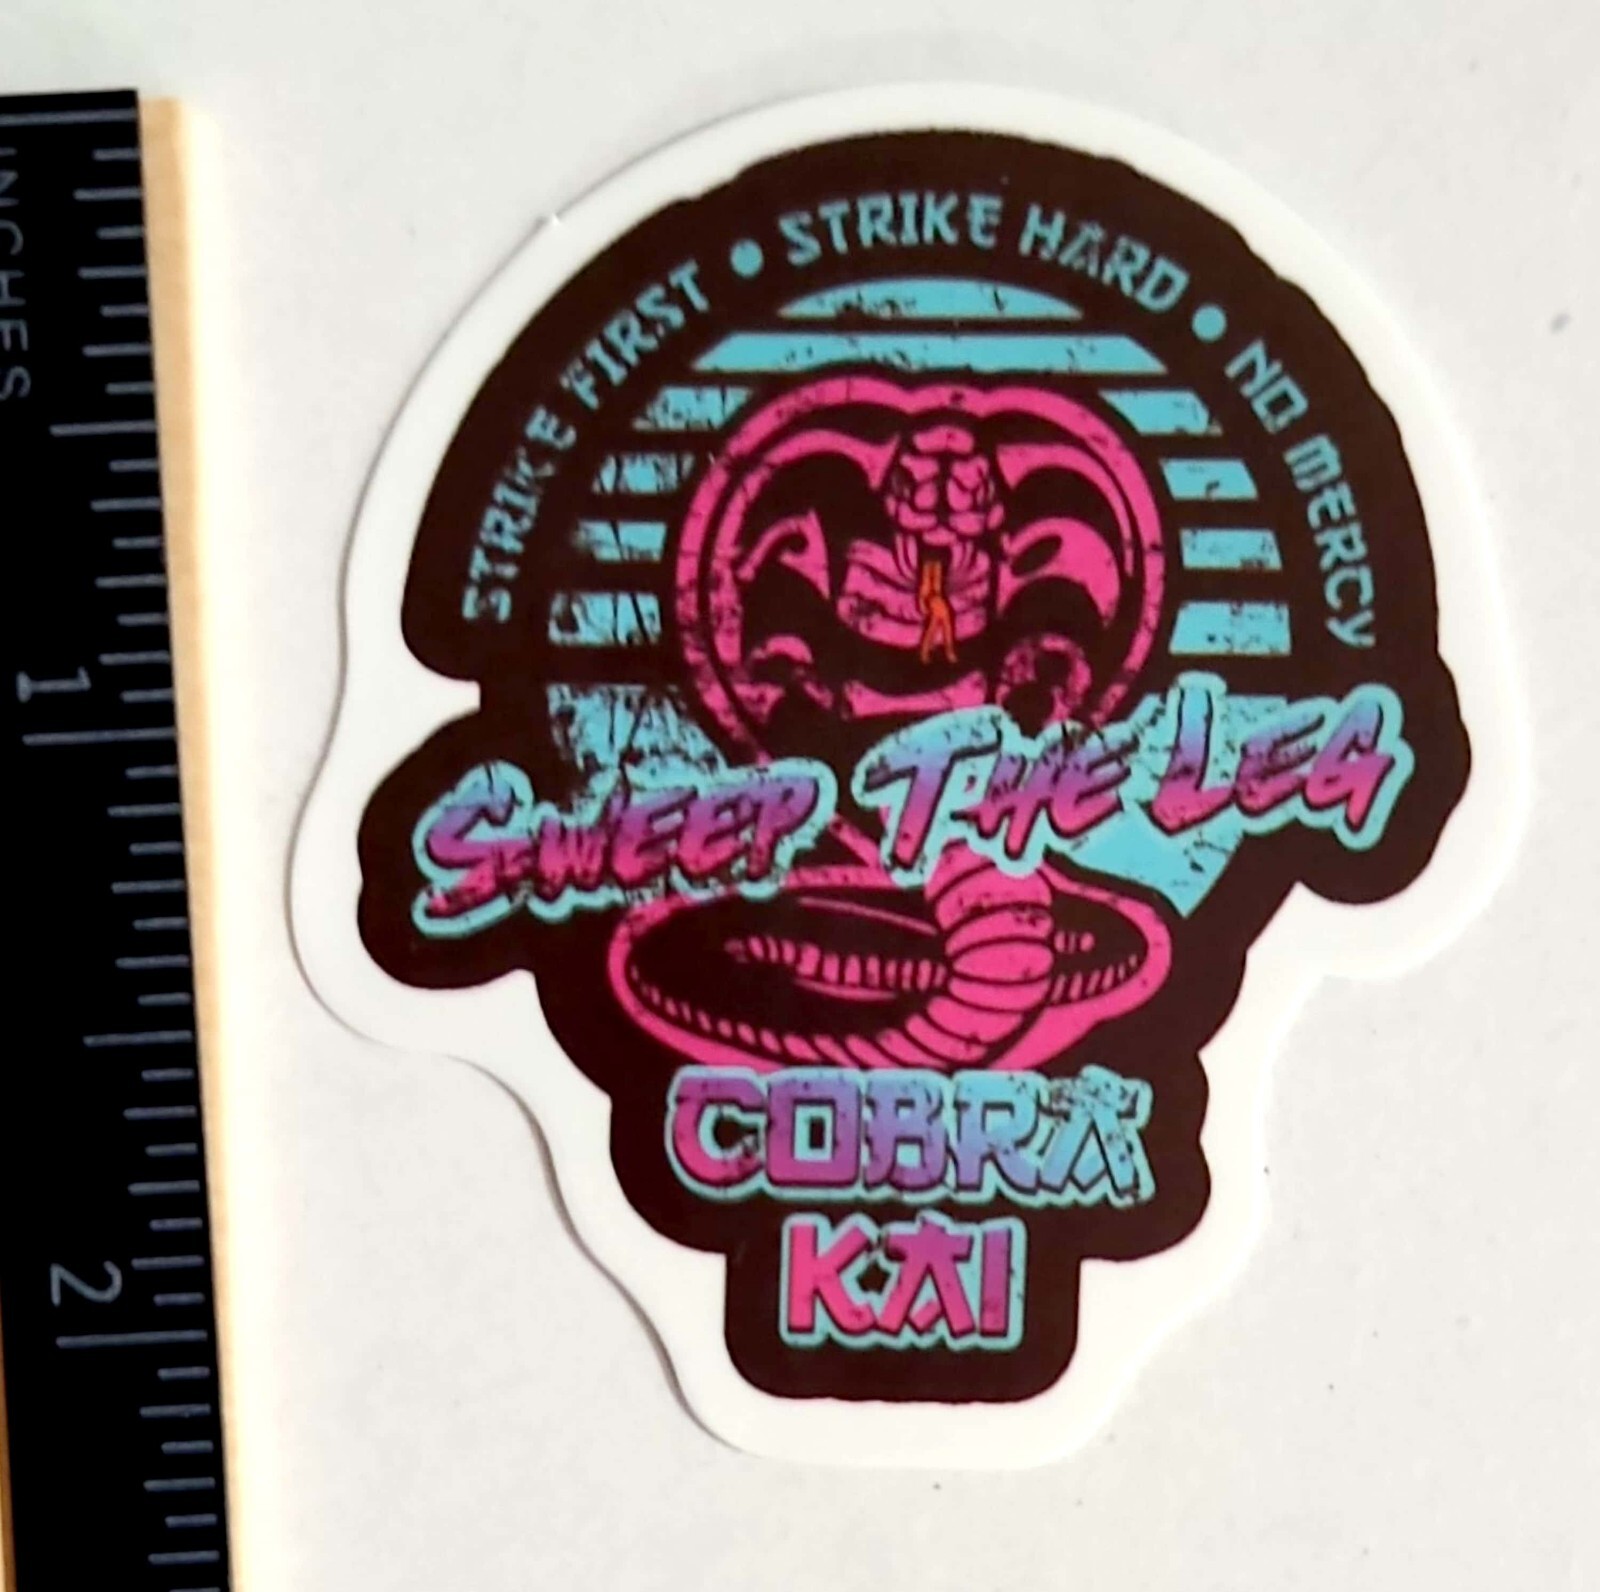 INCHES
1
2
STRIKE FIRST • STRIKE HARD • NO MERCY
SWEEP THE LEG
COBRA
KAI